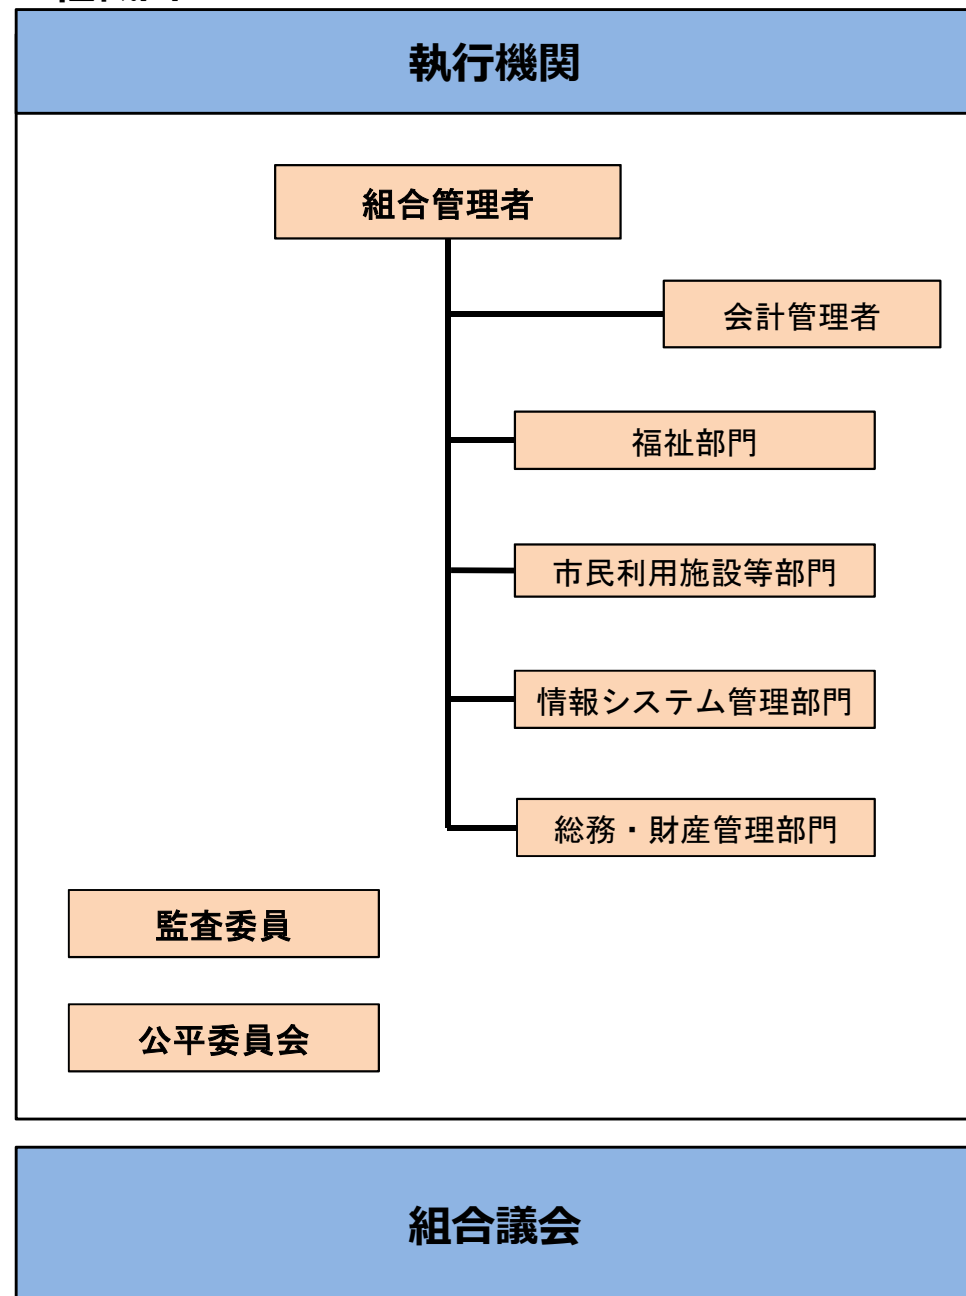 執行機関
組合管理者
会計管理者
福祉部門
市民利用施設等部門
情報システム管理部門
総務・財産管理部門
監査委員
公平委員会
組合議会